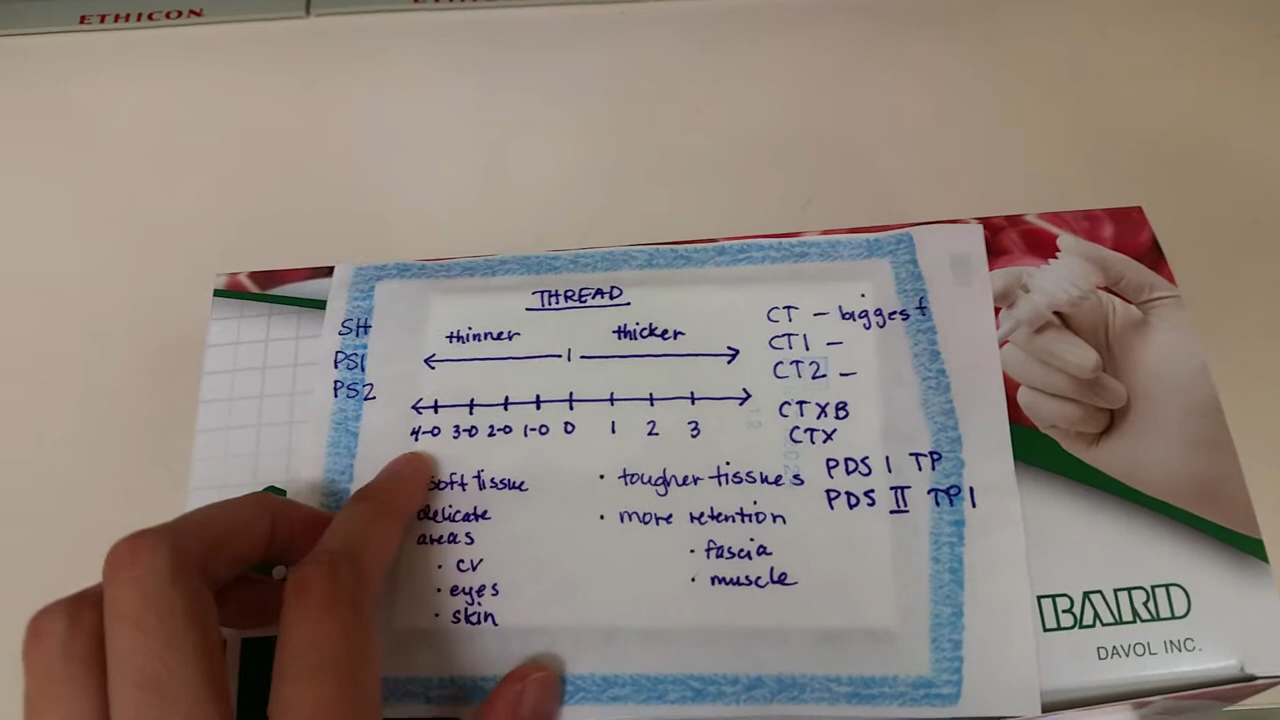 ETHICON
THREAD
SH
PS1
PS2
thinner
thicker
4-0 3-0 2-0 1-0 0 1 2 3
soft tissue
delicate
areas
· cv
· eyes
· skin
· tougher tissues
· more retention
· fascia
· muscle
CT - biggest
CT1 -
CT2 -
CTXB
CTX
PDS I TP
PDS II TP1
BARD
DAVOL INC.